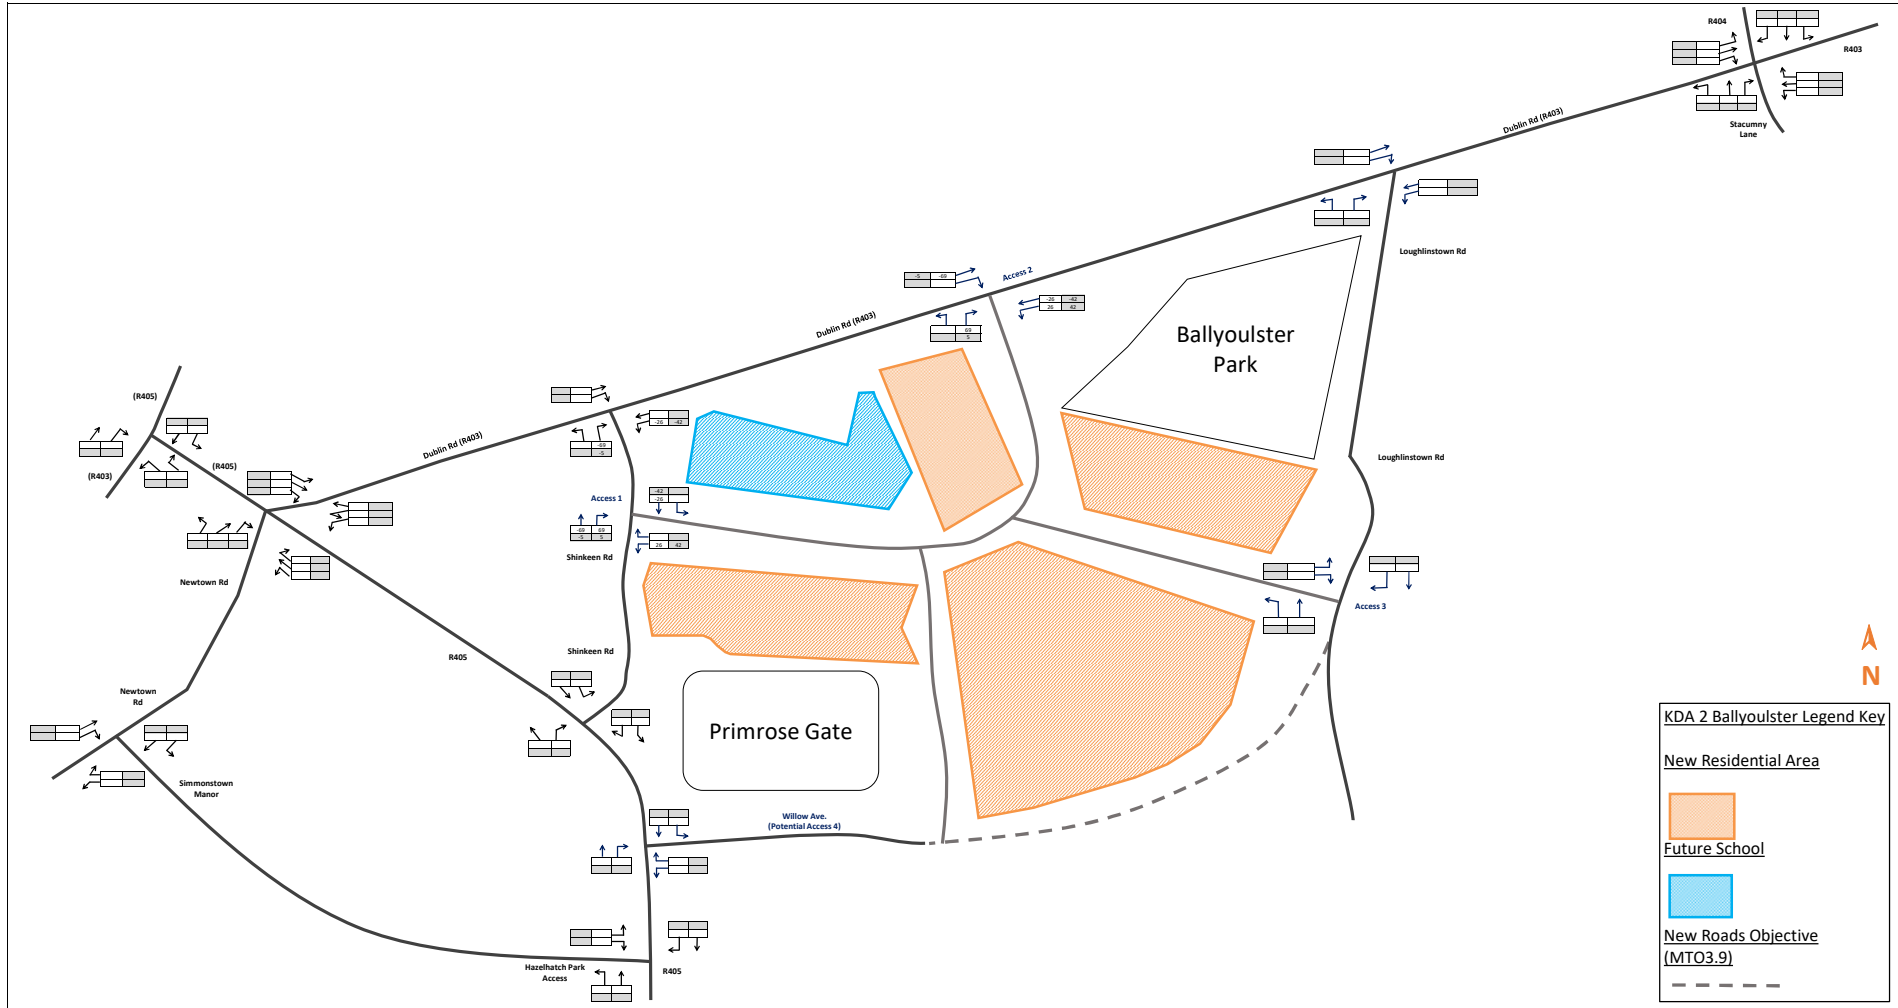 R404
R403
Stacumny
Lane
Dublin Rd (R403)
Loughlinstown Rd
Access 2
-5 -69
-26 -42
26 42
69
5
Dublin Rd (R403)
Ballyoulster
Park
(R405)
(R403)
(R405)
Dublin Rd (R403)
-26 -42
-69
-5
Loughlinstown Rd
Access 1
-42
-26
-69 69
-5 5
26 42
Shinkeen Rd
Newtown Rd
Access 3
Shinkeen Rd
R405
Newtown
Rd
Primrose Gate
Simmonstown
Manor
Willow Ave.
(Potential Access 4)
Hazelhatch Park
Access
R405
N
KDA 2 Ballyoulster Legend Key
New Residential Area
Future School
New Roads Objective
(MTO3.9)